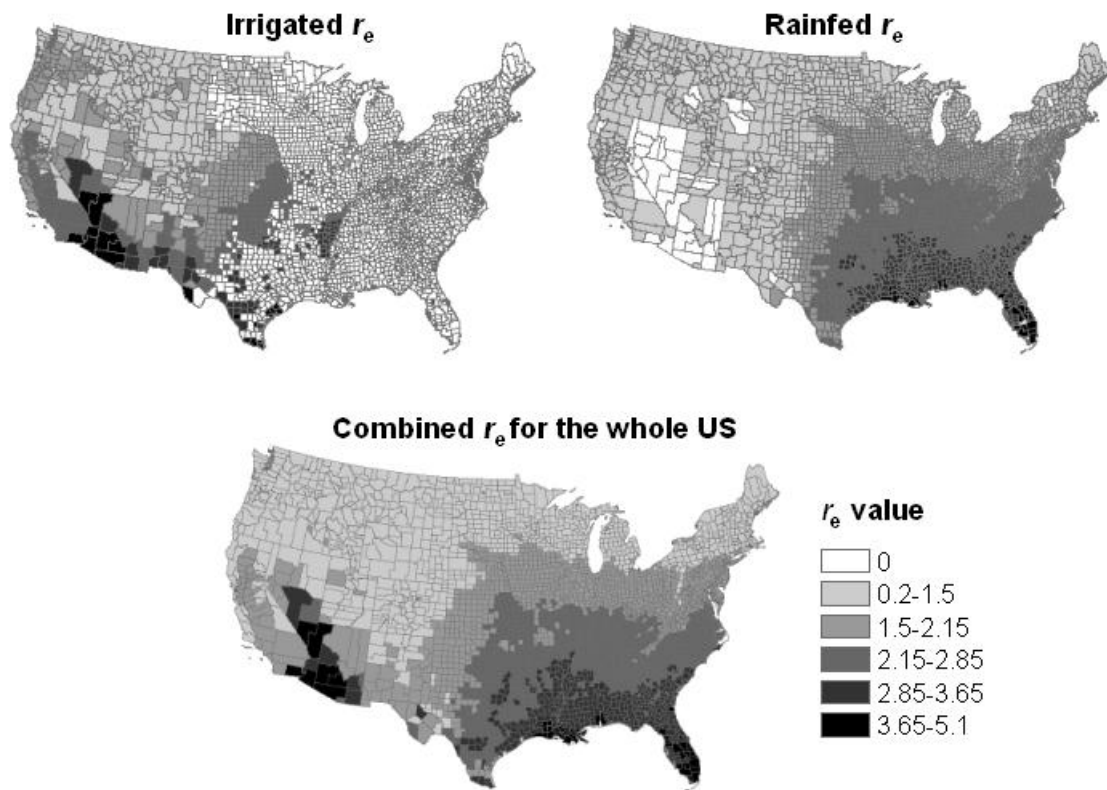 Irrigated re
Rainfed re
Combined re for the whole US
re value
0
0.2-1.5
1.5-2.15
2.15-2.85
2.85-3.65
3.65-5.1